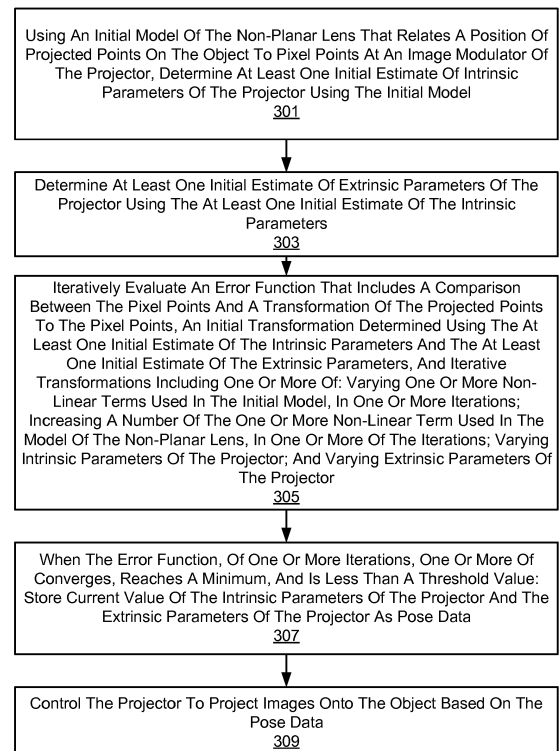 Using An Initial Model Of The Non-Planar Lens That Relates A Position Of
Projected Points On The Object To Pixel Points At An Image Modulator Of
The Projector, Determine At Least One Initial Estimate Of Intrinsic
Parameters Of The Projector Using The Initial Model
301
Determine At Least One Initial Estimate Of Extrinsic Parameters Of The
Projector Using The At Least One Initial Estimate Of The Intrinsic
Parameters
303
Iteratively Evaluate An Error Function That Includes A Comparison
Between The Pixel Points And A Transformation Of The Projected Points
To The Pixel Points, An Initial Transformation Determined Using The At
Least One Initial Estimate Of The Intrinsic Parameters And The At Least
One Initial Estimate Of The Extrinsic Parameters, And Iterative
Transformations Including One Or More Of: Varying One Or More Non-
Linear Terms Used In The Initial Model, In One Or More Iterations;
Increasing A Number Of The One Or More Non-Linear Term Used In The
Model Of The Non-Planar Lens, In One Or More Of The Iterations; Varying
Intrinsic Parameters Of The Projector; And Varying Extrinsic Parameters Of
The Projector
305
When The Error Function, Of One Or More Iterations, One Or More Of
Converges, Reaches A Minimum, And Is Less Than A Threshold Value:
Store Current Value Of The Intrinsic Parameters Of The Projector And The
Extrinsic Parameters Of The Projector As Pose Data
307
Control The Projector To Project Images Onto The Object Based On The
Pose Data
309